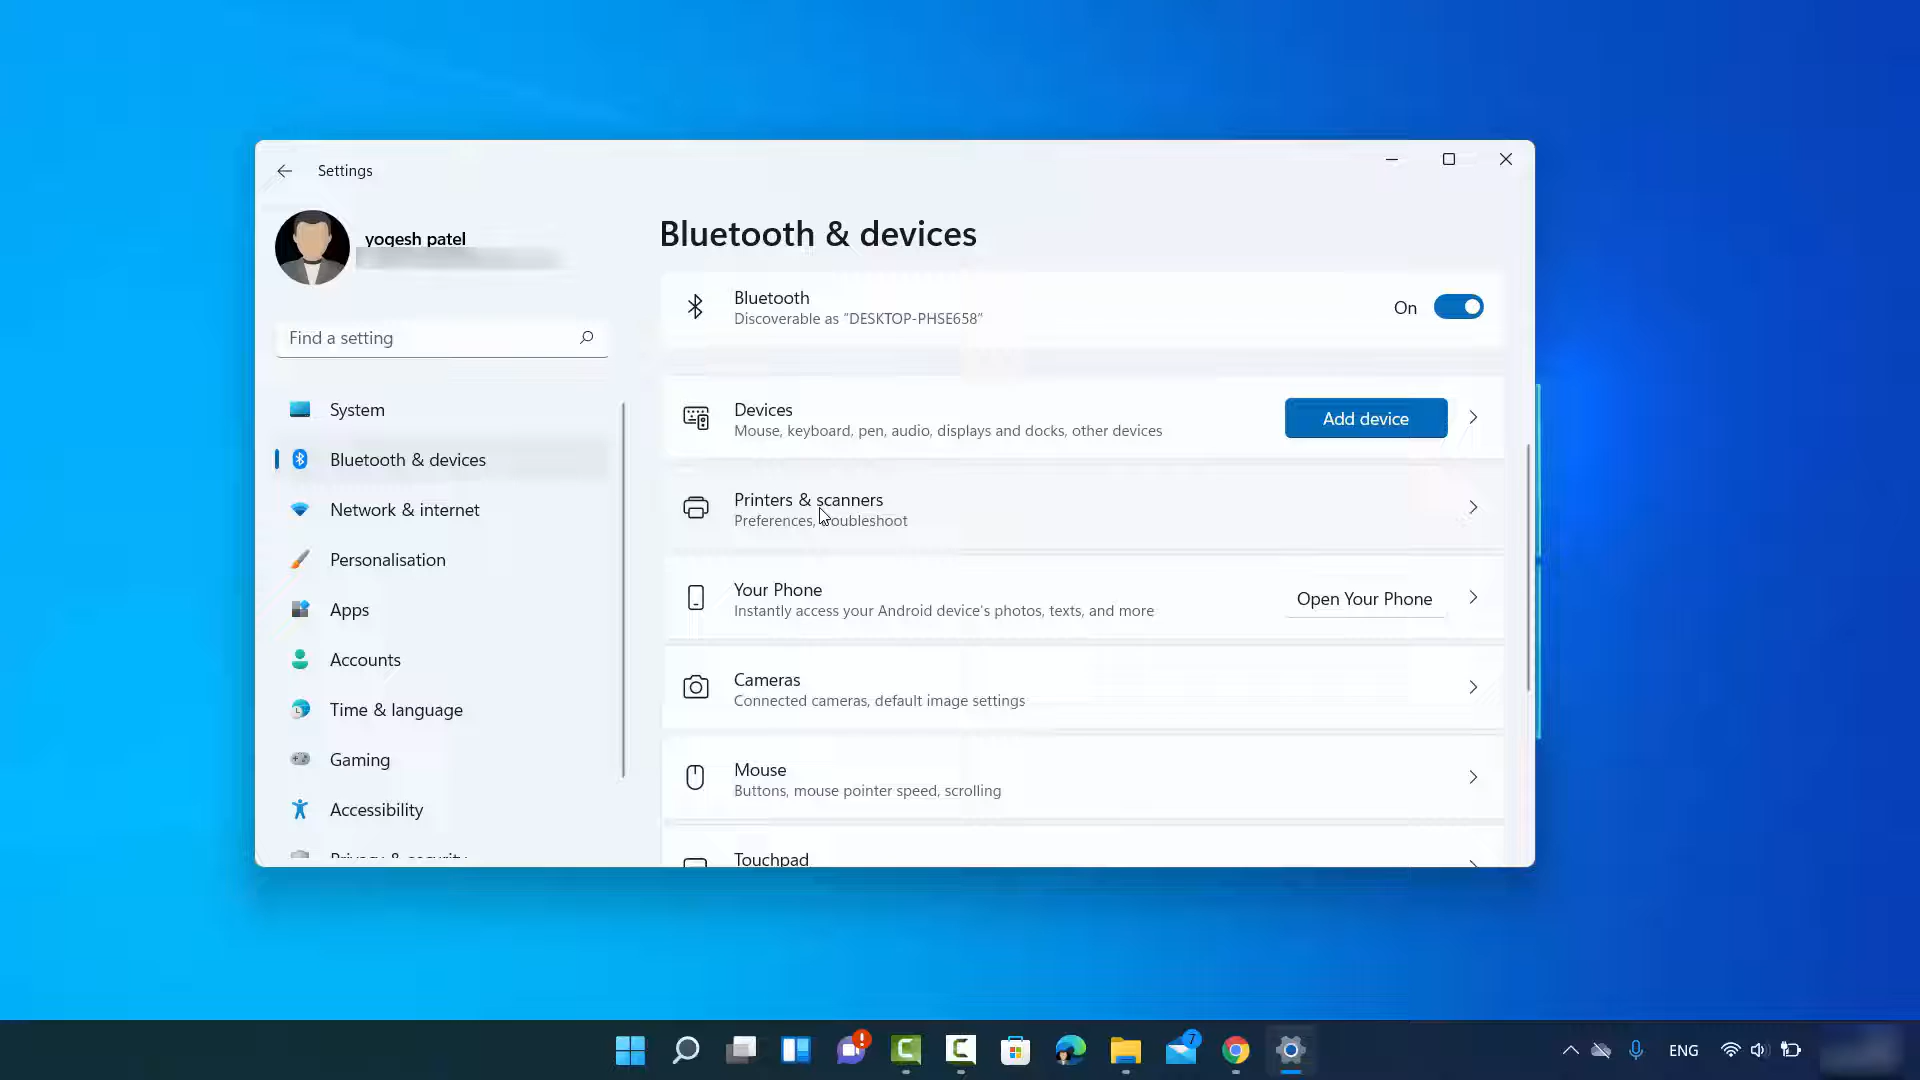 Settings
yogesh patel
Find a setting
System
Bluetooth & devices
Network & internet
Personalisation
Apps
Accounts
Time & language
Gaming
Accessibility
Privacy & security
Bluetooth & devices
Bluetooth
Discoverable as "DESKTOP-PHSE658"
On
Devices
Mouse, keyboard, pen, audio, displays and docks, other devices
Add device
Printers & scanners
Preferences, troubleshoot
Your Phone
Instantly access your Android device's photos, texts, and more
Open Your Phone
Cameras
Connected cameras, default image settings
Mouse
Buttons, mouse pointer speed, scrolling
Touchpad
7
ENG